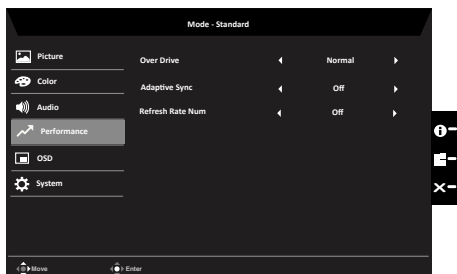 Mode - Standard
Picture
Over Drive Normal
Color
Adaptive Sync Off
Audio
Refresh Rate Num Off
Performance
OSD
System
Move Enter